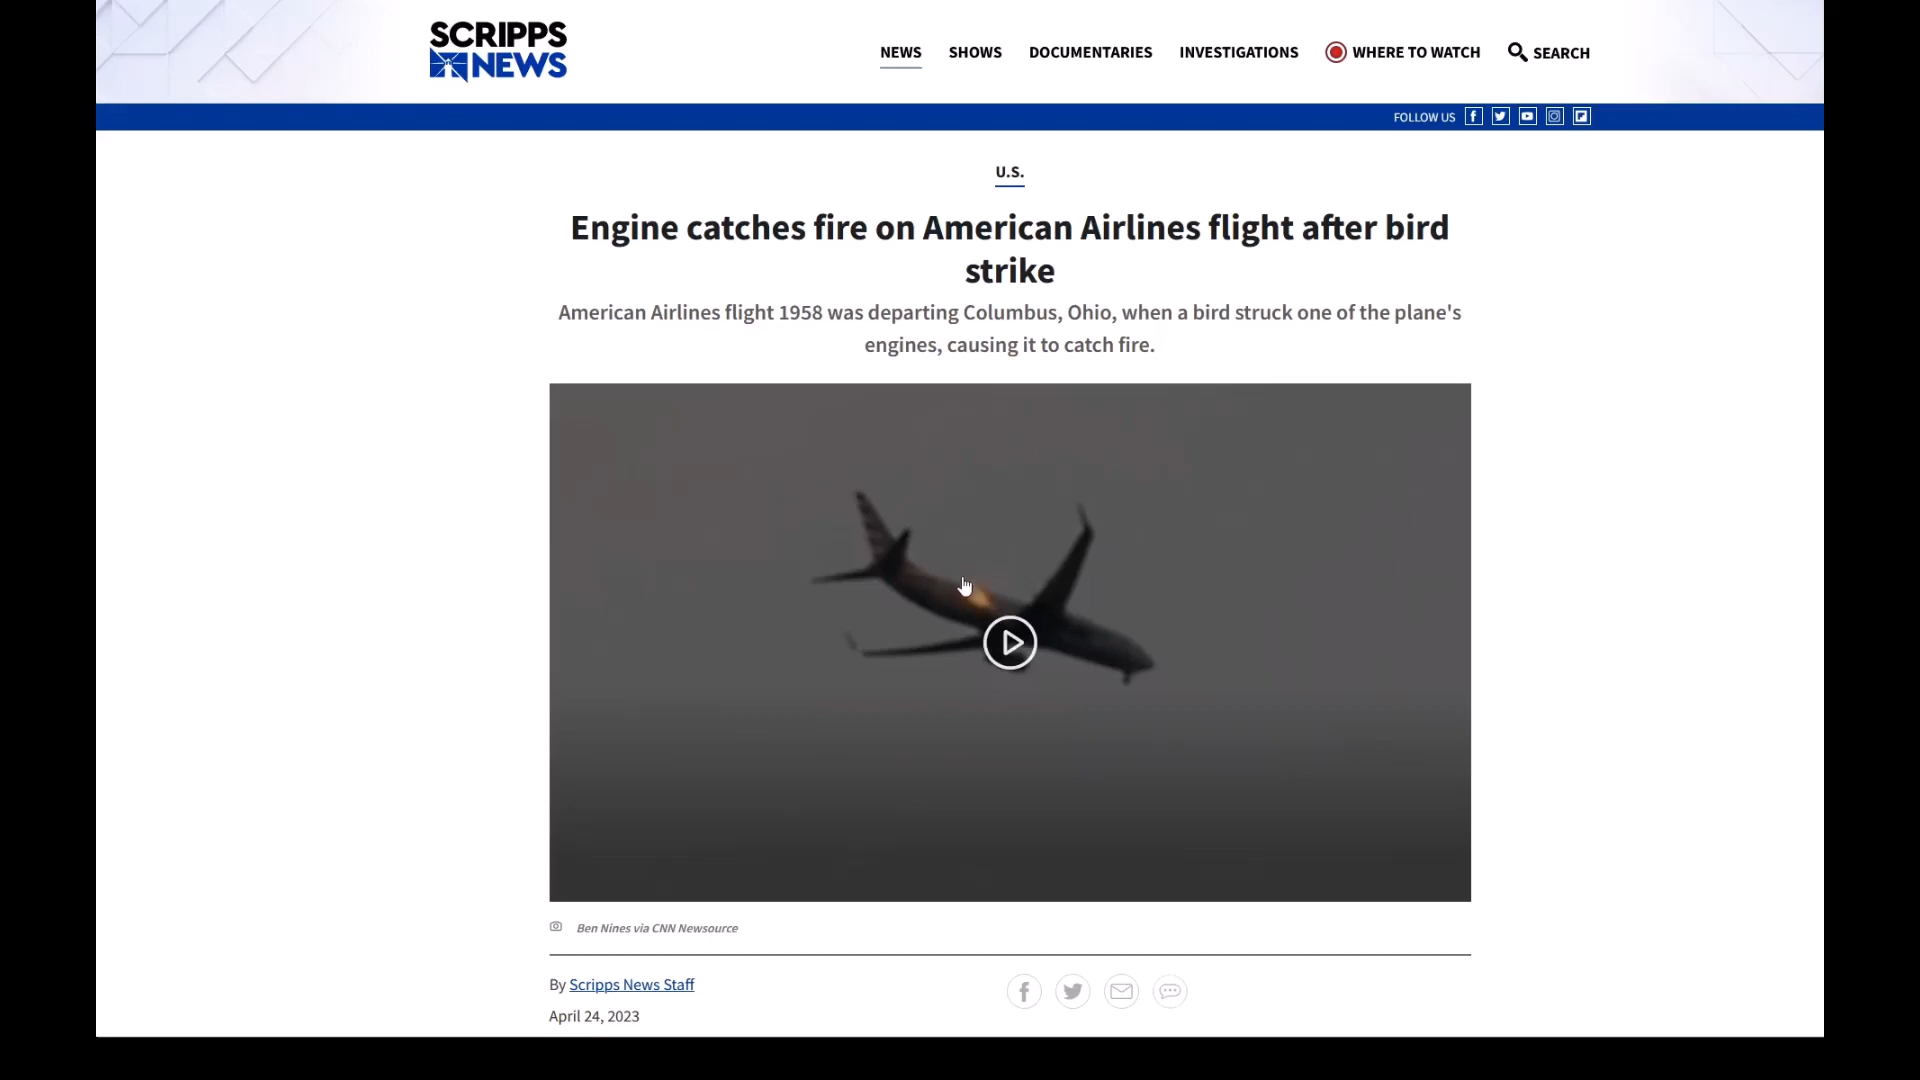 SCRIPPS
NEWS
NEWS SHOWS DOCUMENTARIES INVESTIGATIONS WHERE TO WATCH SEARCH
FOLLOW US
U.S.
Engine catches fire on American Airlines flight after bird
strike
American Airlines flight 1958 was departing Columbus, Ohio, when a bird struck one of the plane's
engines, causing it to catch fire.
Ben Nines via CNN Newsource
By Scripps News Staff
April 24, 2023